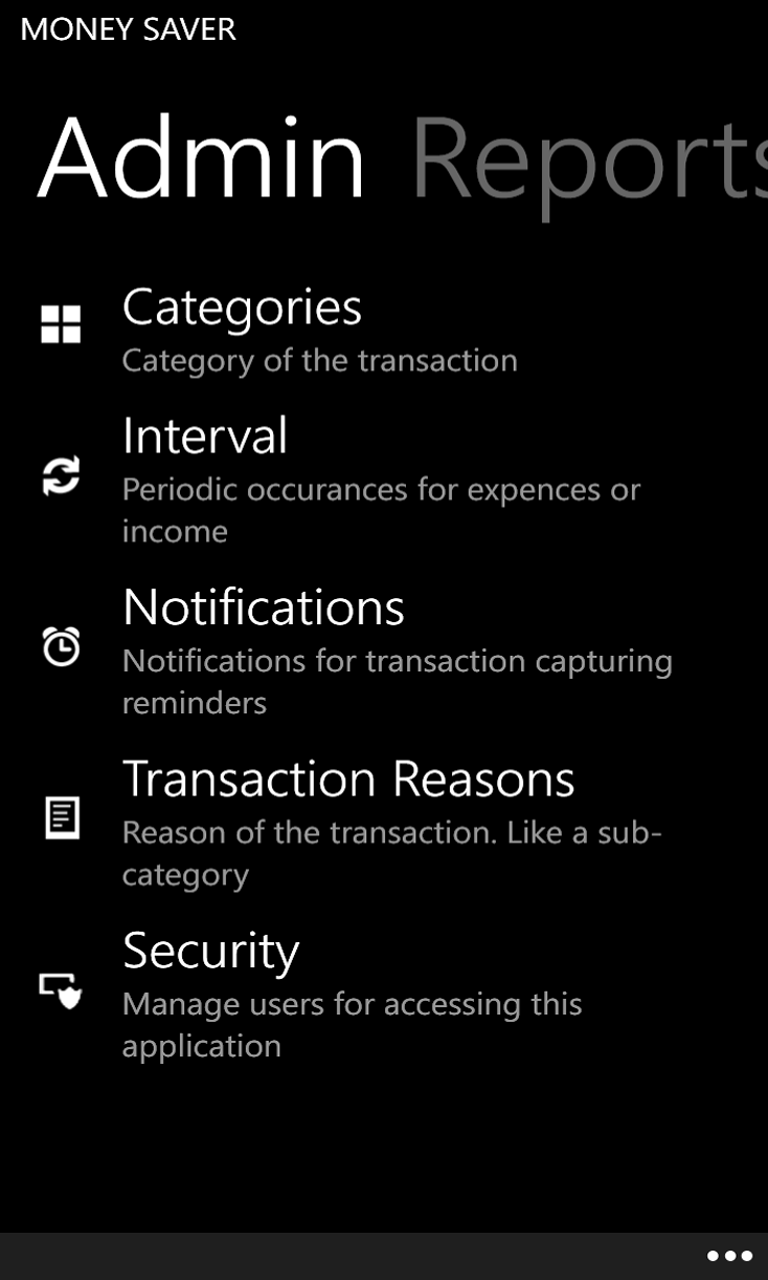 MONEY SAVER
Admin Reports
Categories
Category of the transaction
Interval
Periodic occurances for expences or
income
Notifications
Notifications for transaction capturing
reminders
Transaction Reasons
Reason of the transaction. Like a sub-
category
Security
Manage users for accessing this
application